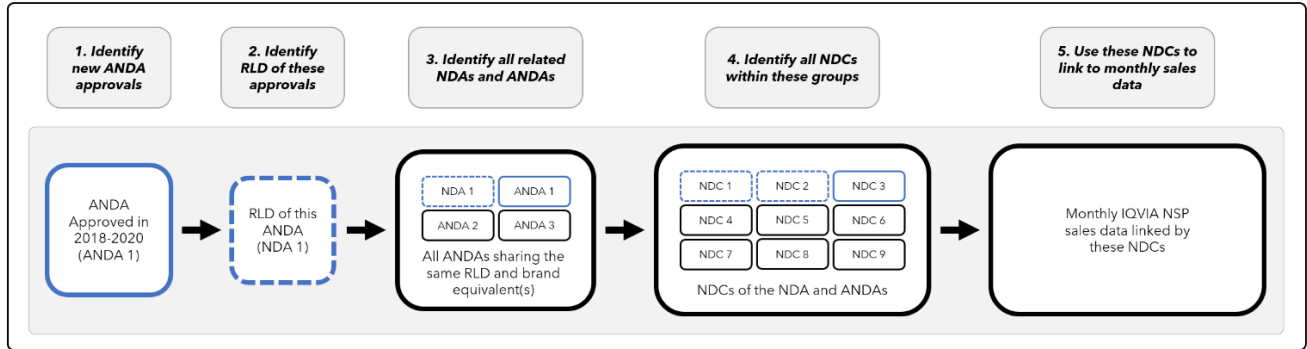 1. Identify
new ANDA
approvals
2. Identify
RLD of these
approvals
3. Identify all related
NDAs and ANDAs
4. Identify all NDCs
within these groups
5. Use these NDCs to
link to monthly sales
data
ANDA
Approved in
2018-2020
(ANDA 1)
RLD of this
ANDA
(NDA 1)
NDA 1
ANDA 1
ANDA 2
ANDA 3
All ANDAs sharing the
same RLD and brand
equivalent(s)
NDC 1
NDC 2
NDC 3
NDC 4
NDC 5
NDC 6
NDC 7
NDC 8
NDC 9
NDCs of the NDA and ANDAs
Monthly IQVIA NSP
sales data linked by
these NDCs